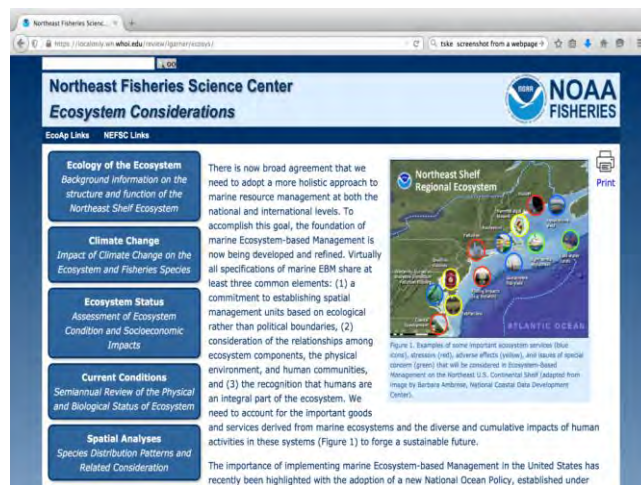 Northeast Fisheries Scienc...
https://localmly.wh.whoi.edu/review/lgarner/ecosys/
tske screenshot from a webpage
GO
Northeast Fisheries Science Center
Ecosystem Considerations
NOAA
FISHERIES
EcoAp Links NEFSC Links
Print
Ecology of the Ecosystem
Background information on the
structure and function of the
Northeast Shelf Ecosystem
Climate Change
Impact of Climate Change on the
Ecosystem and Fisheries Species
Ecosystem Status
Assessment of Ecosystem
Condition and Socioeconomic
Impacts
Current Conditions
Semiannual Review of the Physical
and Biological Status of Ecosystem
Spatial Analyses
Species Distribution Patterns and
Related Consideration
There is now broad agreement that we
need to adopt a more holistic approach to
marine resource management at both the
national and international levels. To
accomplish this goal, the foundation of
marine Ecosystem-based Management is
now being developed and refined. Virtually
all specifications of marine EBM share at
least three common elements: (1) a
commitment to establishing spatial
management units based on ecological
rather than political boundaries, (2)
consideration of the relationships among
ecosystem components, the physical
environment, and human communities,
and (3) the recognition that humans are
an integral part of the ecosystem. We
need to account for the important goods
and services derived from marine ecosystems and the diverse and cumulative impacts of human
activities in these systems (Figure 1) to forge a sustainable future.
The importance of implementing marine Ecosystem-based Management in the United States has
recently been highlighted with the adoption of a new National Ocean Policy, established under
Northeast Shelf
Regional Ecosystem
ATLANTIC OCEAN
Figure 1. Examples of some important ecosystem services (blue
icons), stressors (red), adverse effects (yellow), and issues of special
concern (green) that will be considered in Ecosystem-Based
Management on the Northeast U.S. Continental Shelf (adapted from
image by Barbara Ambrose, National Coastal Data Development
Center).